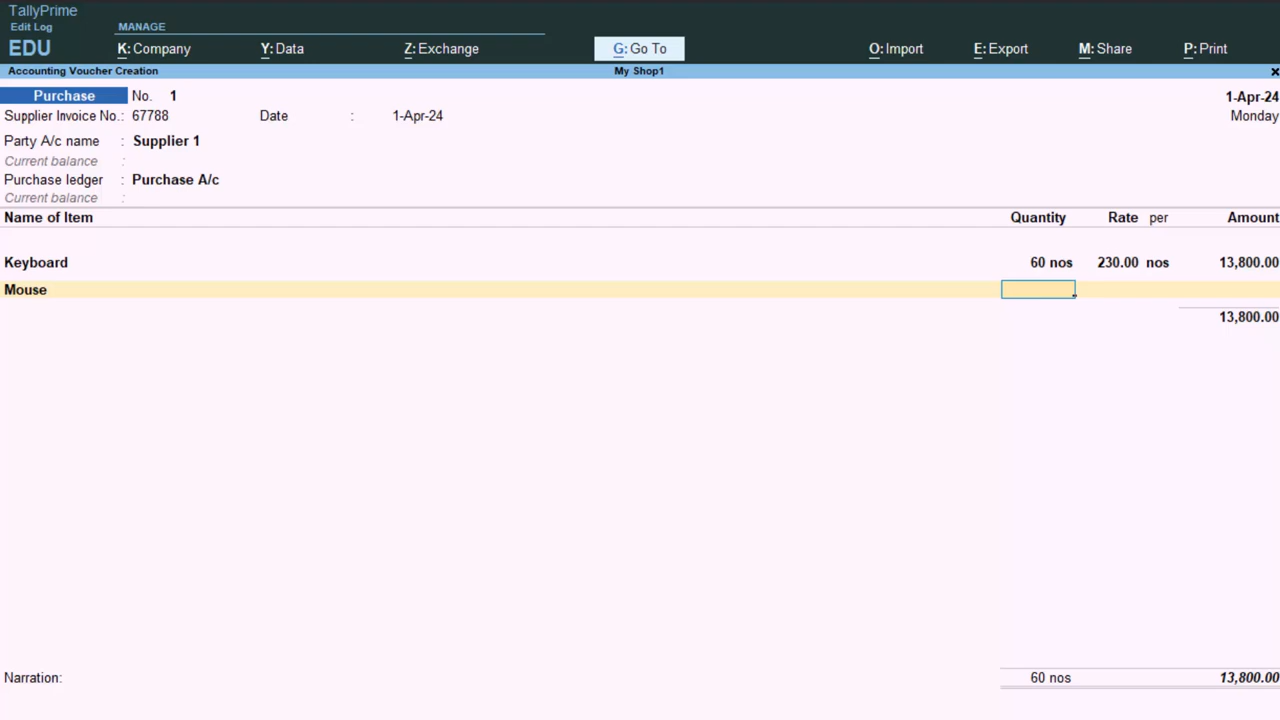 TallyPrime
Edit Log
MANAGE
EDU
K: Company Y: Data Z: Exchange G: Go To O: Import E: Export M: Share P: Print
Accounting Voucher Creation My Shop1 ×
Purchase No. 1 1-Apr-24
Supplier Invoice No.: 67788 Date : 1-Apr-24 Monday
Party A/c name : Supplier 1
Current balance :
Purchase ledger : Purchase A/c
Current balance :
Name of Item Quantity Rate per Amount
Keyboard 60 nos 230.00 nos 13,800.00
Mouse
13,800.00
Narration: 60 nos 13,800.00